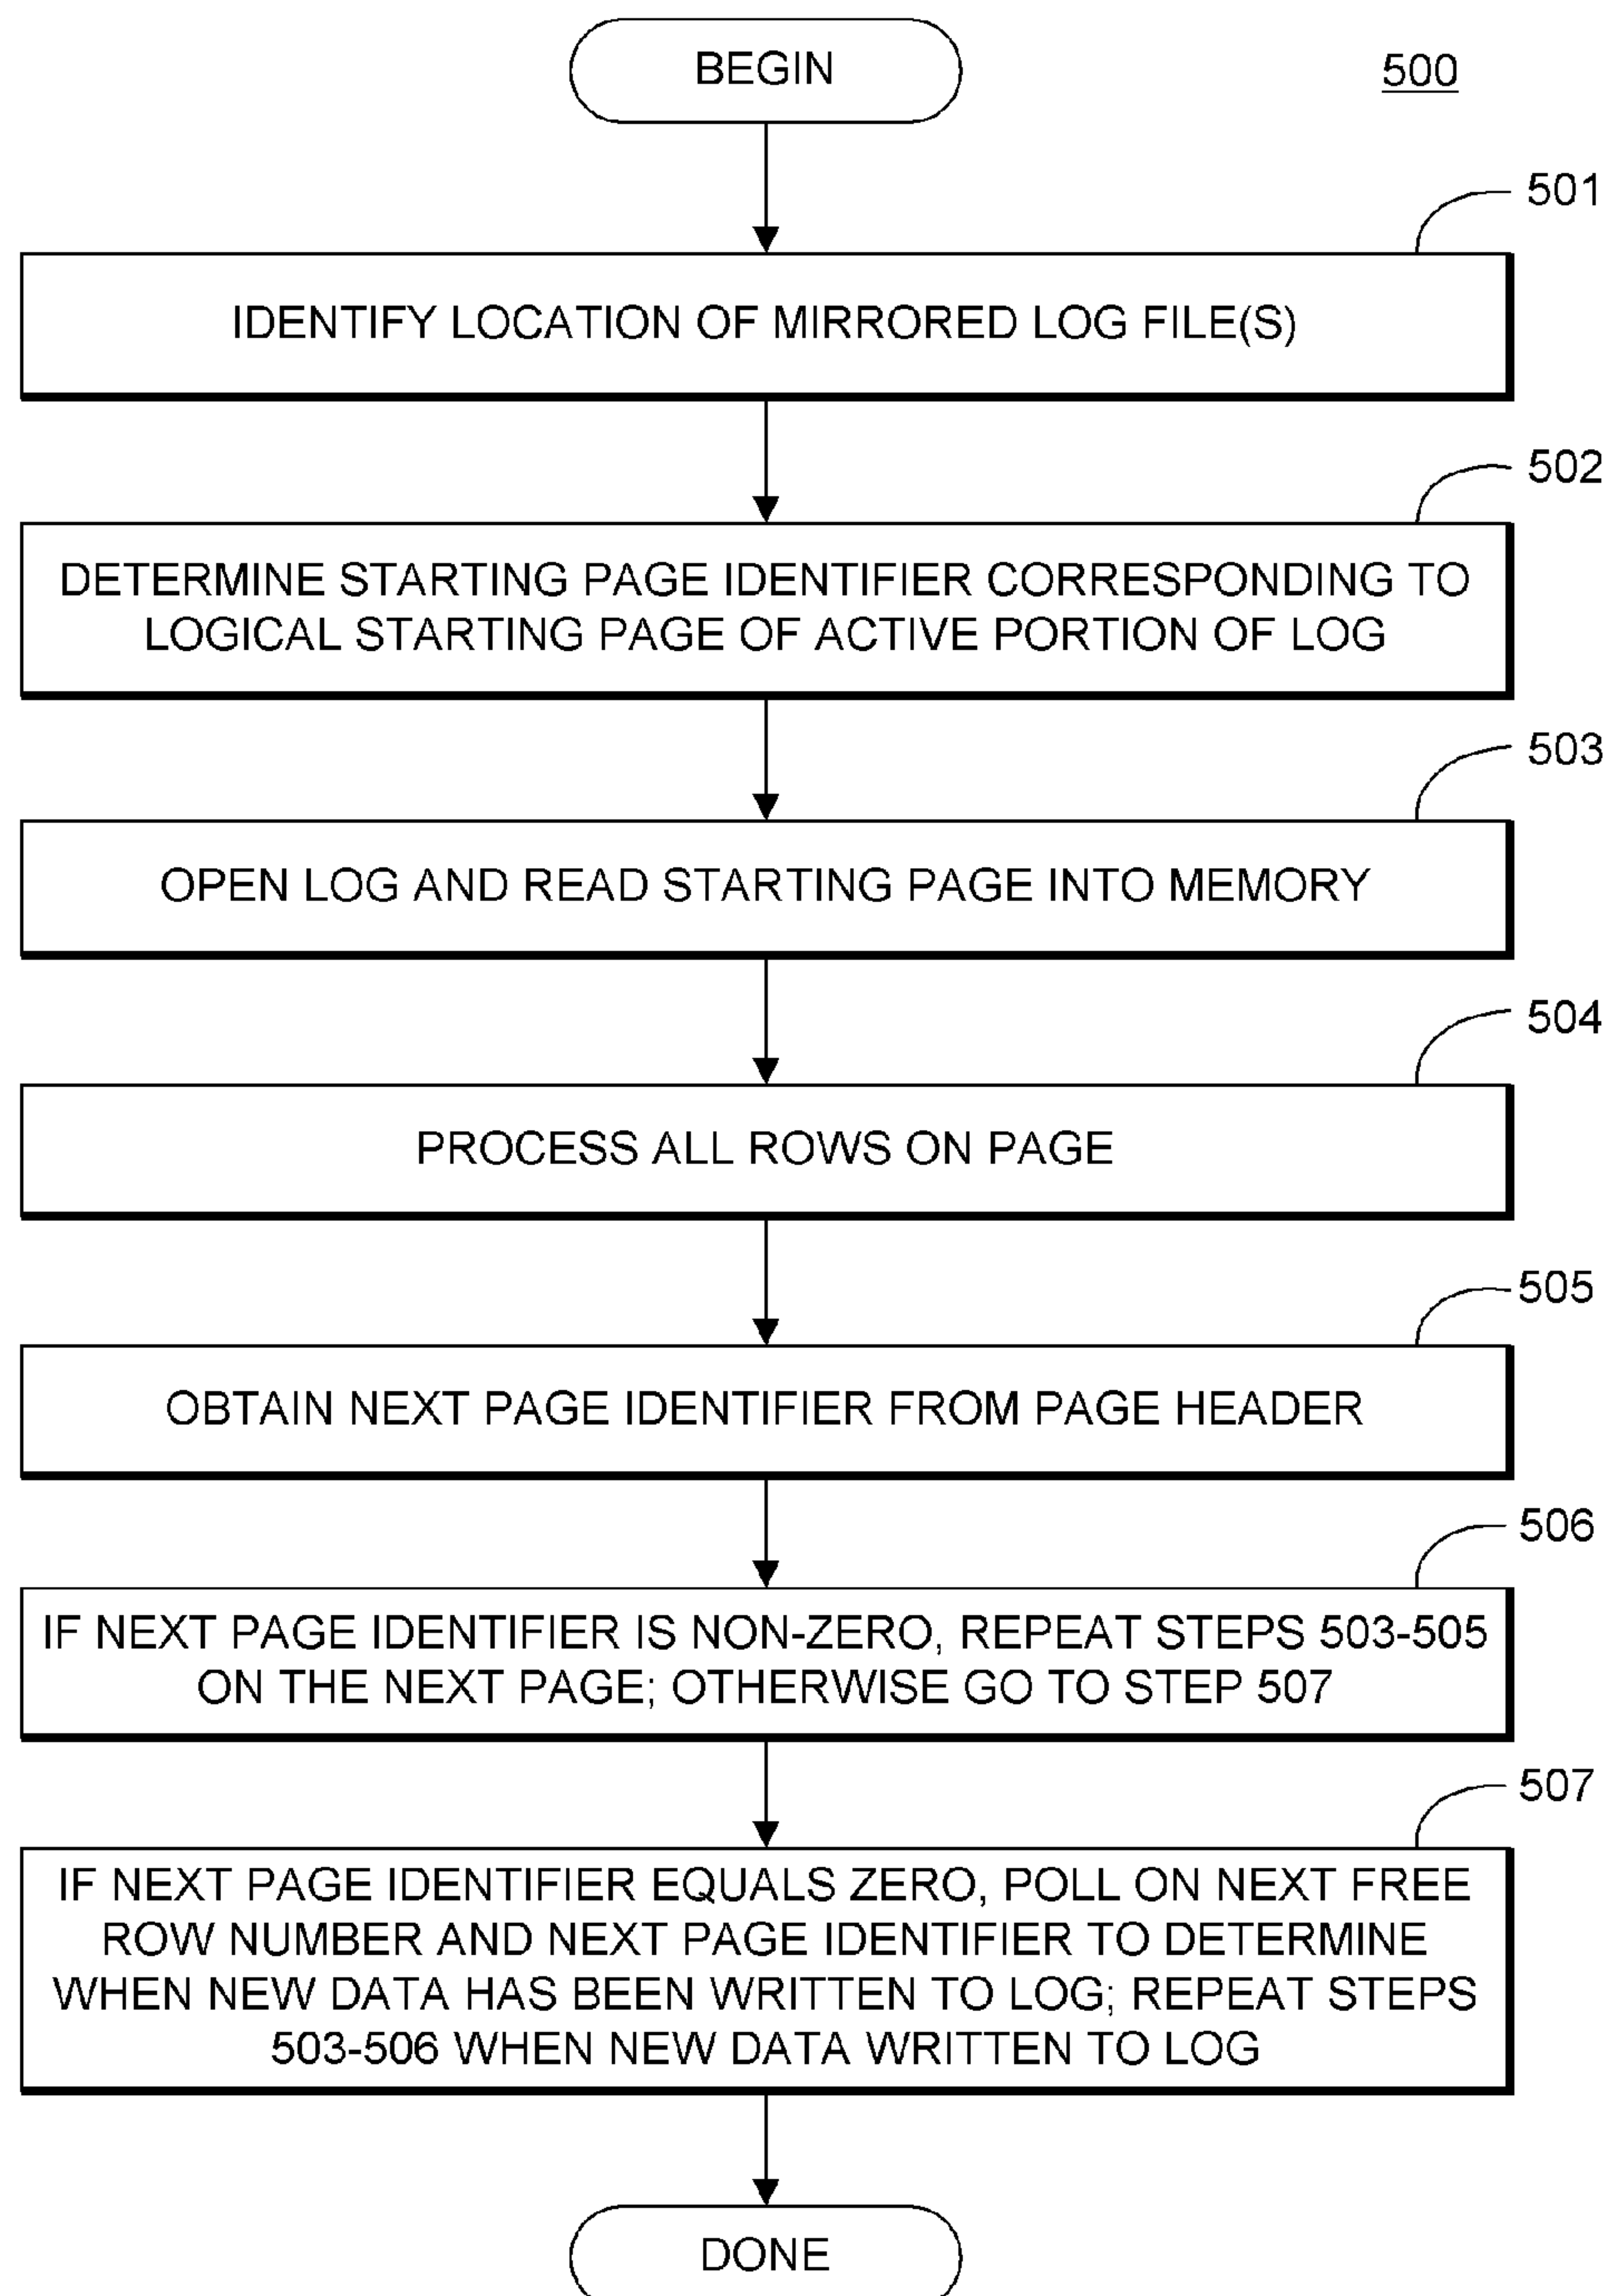 BEGIN
500
501
IDENTIFY LOCATION OF MIRRORED LOG FILE(S)
502
DETERMINE STARTING PAGE IDENTIFIER CORRESPONDING TO
LOGICAL STARTING PAGE OF ACTIVE PORTION OF LOG
503
OPEN LOG AND READ STARTING PAGE INTO MEMORY
504
PROCESS ALL ROWS ON PAGE
505
OBTAIN NEXT PAGE IDENTIFIER FROM PAGE HEADER
506
IF NEXT PAGE IDENTIFIER IS NON-ZERO, REPEAT STEPS 503-505
ON THE NEXT PAGE; OTHERWISE GO TO STEP 507
507
IF NEXT PAGE IDENTIFIER EQUALS ZERO, POLL ON NEXT FREE
ROW NUMBER AND NEXT PAGE IDENTIFIER TO DETERMINE
WHEN NEW DATA HAS BEEN WRITTEN TO LOG; REPEAT STEPS
503-506 WHEN NEW DATA WRITTEN TO LOG
DONE